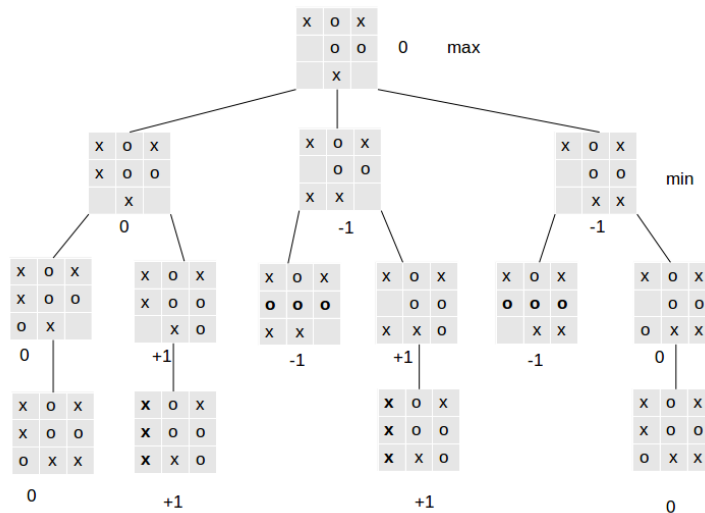 x o x
o o 0 max
x
x o x x o x x o x
x o o o o o o min
x x x x x
0 -1 -1
x o x x o x x o x x o x x o x x o x
x o o x o o o o o o o o o o o o
o x x o x x x x o x x o x x
0 +1 -1 +1 -1 0
x o x x o x x o x x o x
x o o x o o x o o x o o
o x x x x o x x o o x x
0 +1 +1 0